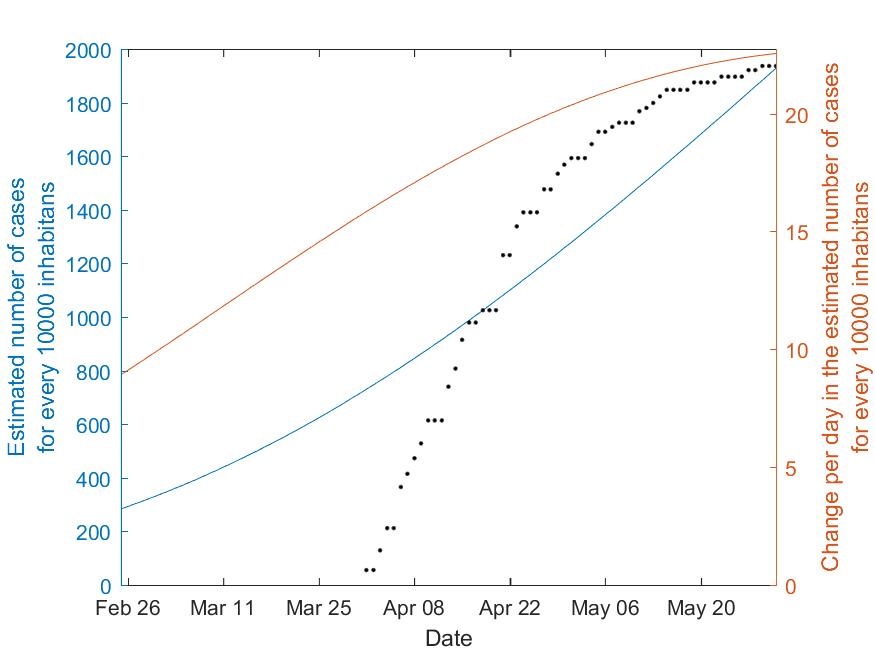 2000
1800
1600
1400
1200
1000
800
600
400
200
0
Estimated number of cases
for every 10000 inhabitans
20
15
10
5
0
Change per day in the estimated number of cases
for every 10000 inhabitans
Feb 26 Mar 11 Mar 25 Apr 08 Apr 22 May 06 May 20
Date